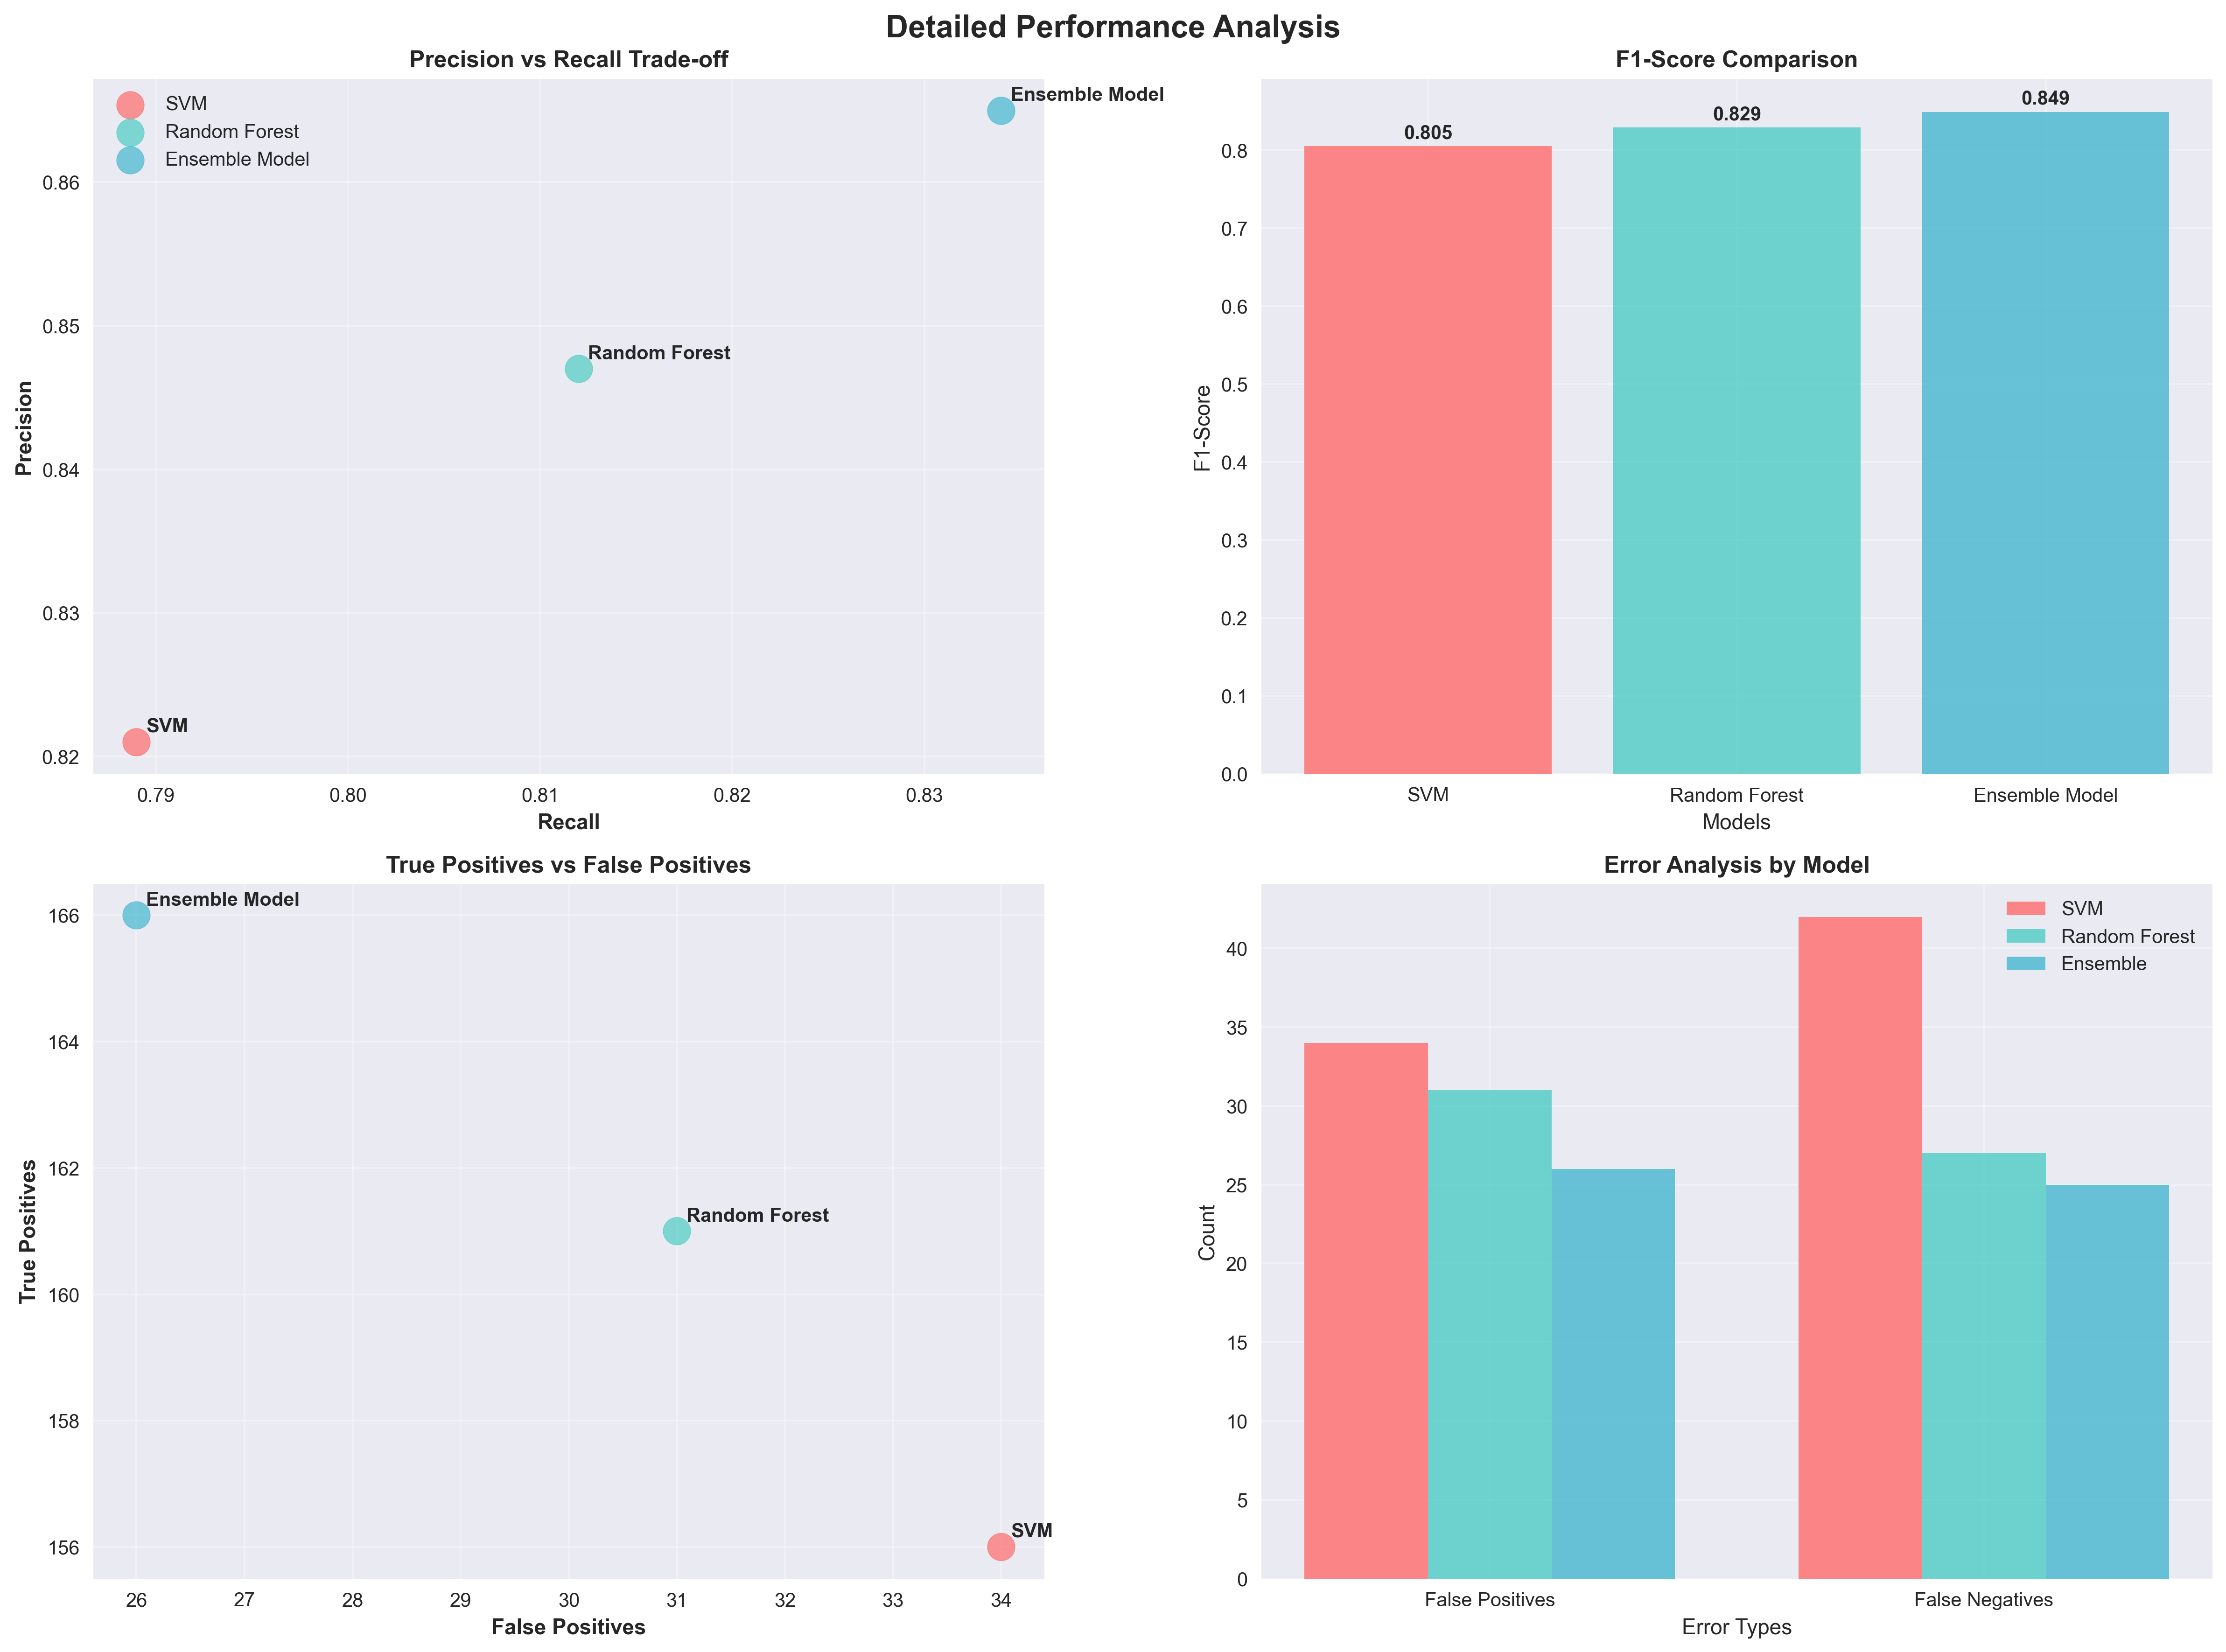 Detailed Performance Analysis
Precision vs Recall Trade-off
SVM
Random Forest
Ensemble Model
Ensemble Model
Random Forest
SVM
0.86
0.85
0.84
0.83
0.82
Precision
0.79 0.80 0.81 0.82 0.83
Recall
F1-Score Comparison
0.805
0.829
0.849
0.8
0.7
0.6
0.5
0.4
0.3
0.2
0.1
0.0
F1-Score
SVM Random Forest Ensemble Model
Models
True Positives vs False Positives
Ensemble Model
Random Forest
SVM
166
164
162
160
158
156
True Positives
26 27 28 29 30 31 32 33 34
False Positives
Error Analysis by Model
SVM
Random Forest
Ensemble
40
35
30
25
20
15
10
5
0
Count
False Positives False Negatives
Error Types